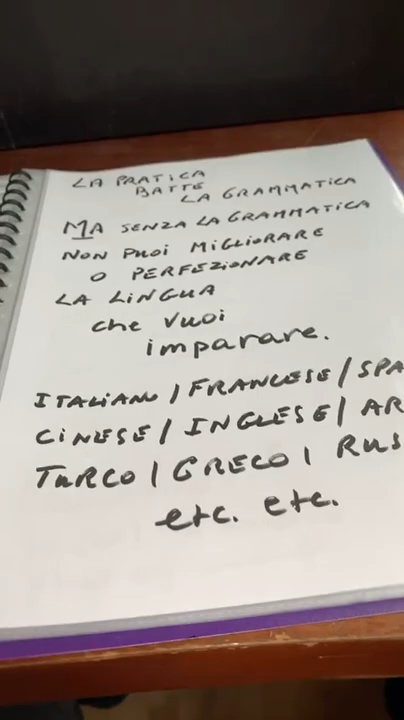 LA PRATICA
BATTE
LA GRAMMATICA
MA SENZA LA GRAMMATICA
NON PUOI MIGLIORARE
O PERFEZIONARE
LA LINGUA
che vuoi
imparare.
ITALIANO / FRANCESE / SPA
CINESE / INGLESE / AR
TURCO / GRECO / RUS
etc. etc.